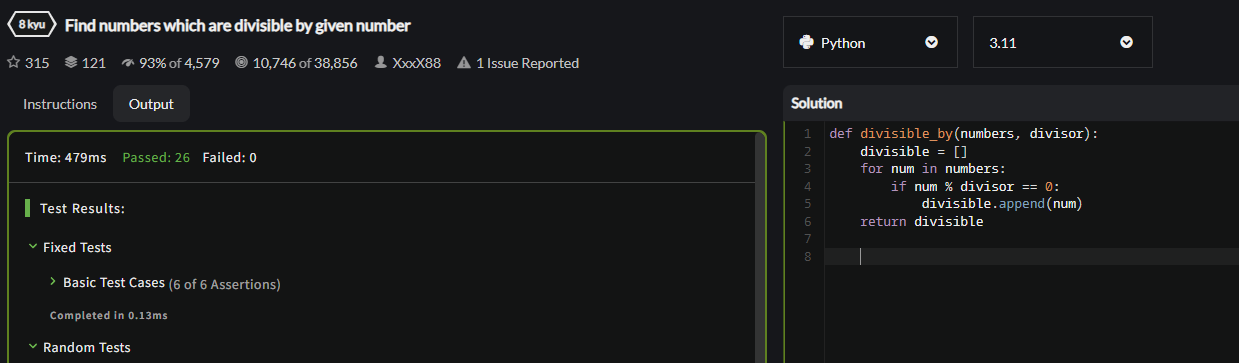 8 kyu Find numbers which are divisible by given number
315 121 93% of 4,579 10,746 of 38,856 XxxX88 1 Issue Reported
Instructions Output
Time: 479ms Passed: 26 Failed: 0
Test Results:
Fixed Tests
Basic Test Cases (6 of 6 Assertions)
Completed in 0.13ms
Random Tests
Python 3.11
Solution
1 def divisible_by(numbers, divisor):
2     divisible = []
3     for num in numbers:
4         if num % divisor == 0:
5             divisible.append(num)
6     return divisible
7
8